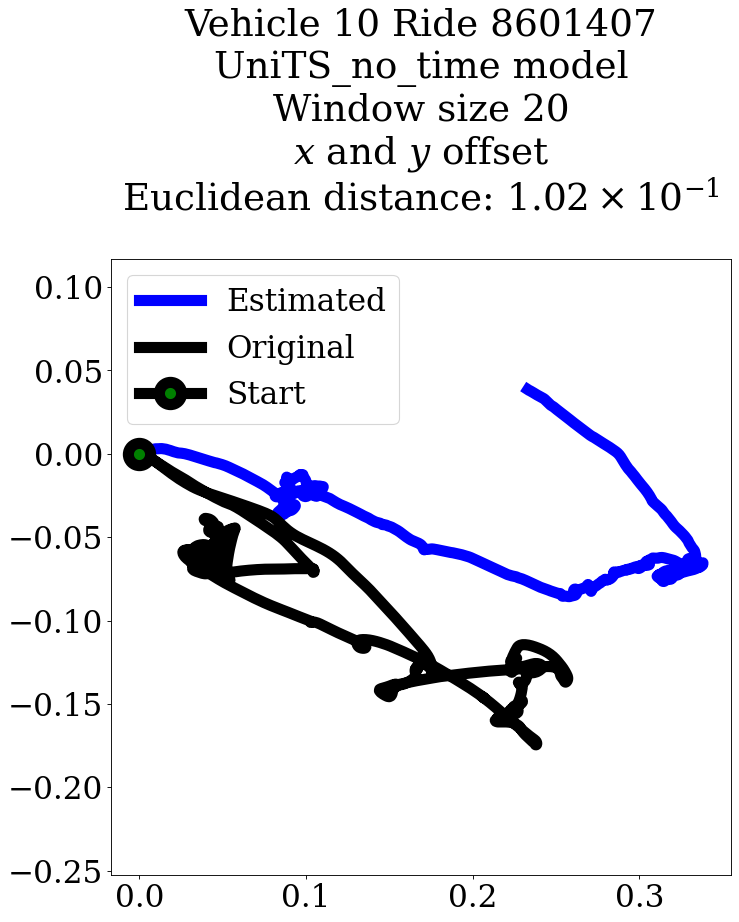 Vehicle 10 Ride 8601407
UniTS_no_time model
Window size 20
x and y offset
Euclidean distance: 1.02 × 10⁻¹
0.10
0.05
0.00
−0.05
−0.10
−0.15
−0.20
−0.25
Estimated
Original
Start
0.0 0.1 0.2 0.3